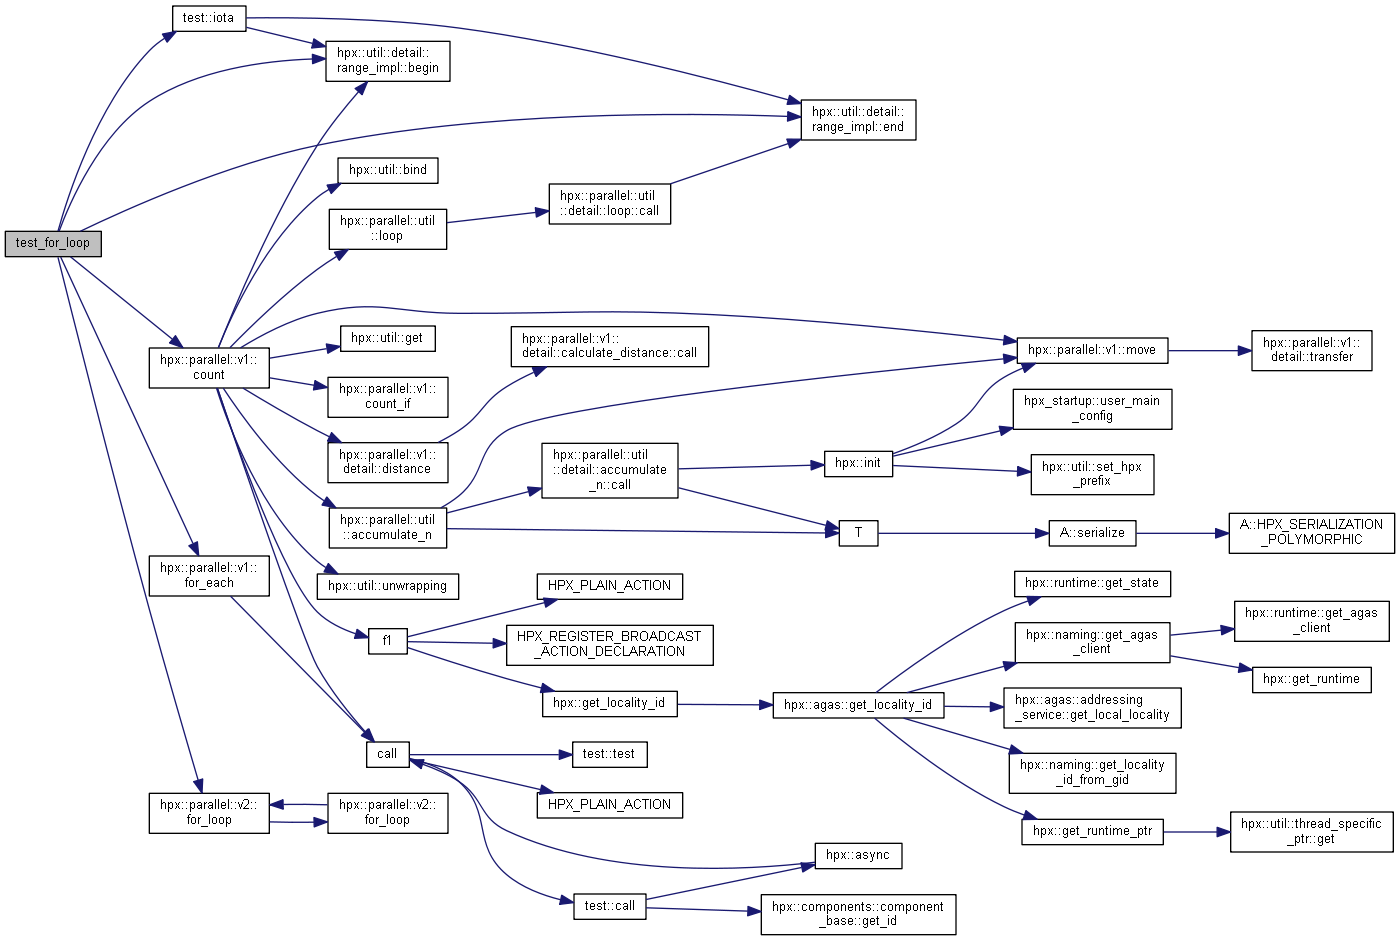 test_for_loop
test::iota
hpx::util::detail::
range_impl::begin
hpx::util::detail::
range_impl::end
hpx::util::bind
hpx::parallel::util
::loop
hpx::parallel::util
::detail::loop::call
hpx::parallel::v1::
count
hpx::util::get
hpx::parallel::v1::
count_if
hpx::parallel::v1::
detail::distance
hpx::parallel::v1::
detail::calculate_distance::call
hpx::parallel::v1::move
hpx::parallel::v1::
detail::transfer
hpx::parallel::util
::accumulate_n
hpx::parallel::util
::detail::accumulate
_n::call
hpx::init
hpx_startup::user_main
_config
hpx::util::set_hpx
_prefix
T
A::serialize
A::HPX_SERIALIZATION
_POLYMORPHIC
hpx::util::unwrapping
f1
HPX_PLAIN_ACTION
HPX_REGISTER_BROADCAST
_ACTION_DECLARATION
hpx::get_locality_id
hpx::agas::get_locality_id
hpx::runtime::get_state
hpx::naming::get_agas
_client
hpx::runtime::get_agas
_client
hpx::get_runtime
hpx::agas::addressing
_service::get_local_locality
hpx::naming::get_locality
_id_from_gid
hpx::get_runtime_ptr
hpx::util::thread_specific
_ptr::get
hpx::parallel::v1::
for_each
call
test::test
HPX_PLAIN_ACTION
test::call
hpx::async
hpx::components::component
_base::get_id
hpx::parallel::v2::
for_loop
hpx::parallel::v2::
for_loop